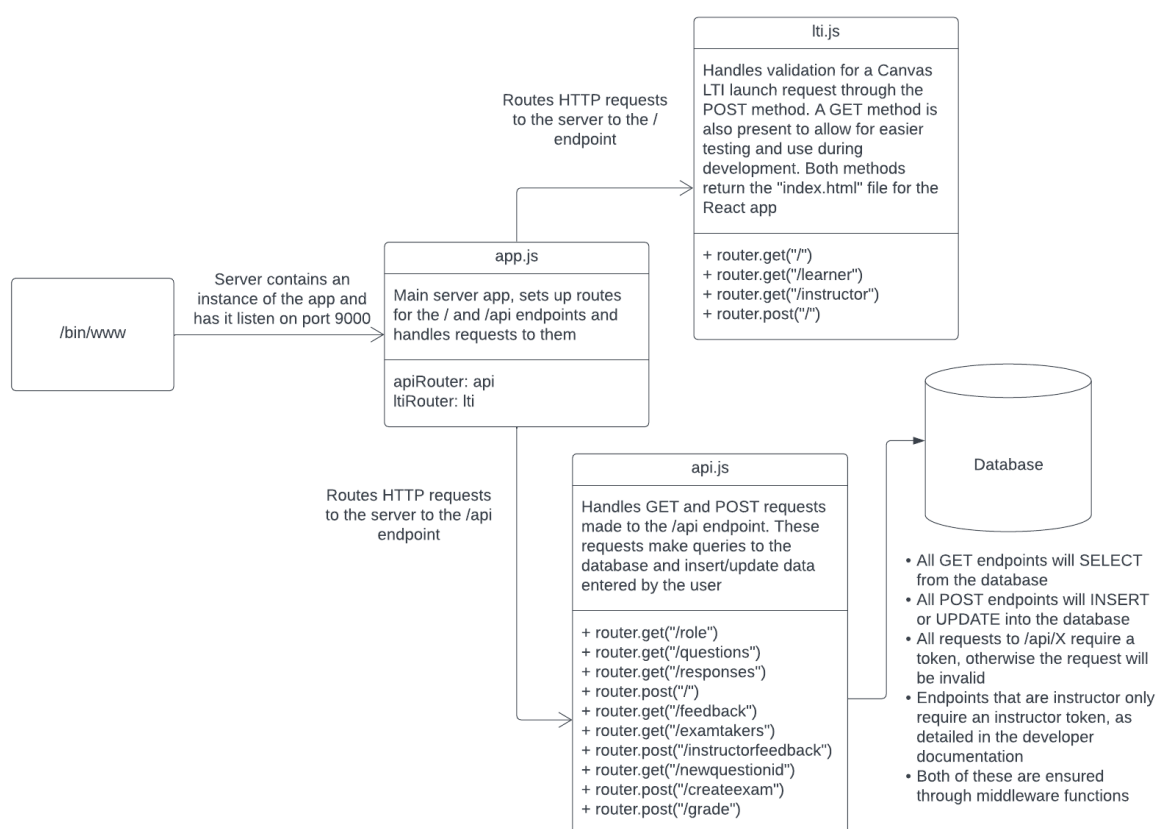 lti.js
Handles validation for a Canvas
LTI launch request through the
POST method. A GET method is
also present to allow for easier
testing and use during
development. Both methods
return the "index.html" file for the
React app
+ router.get("/")
+ router.get("/learner")
+ router.get("/instructor")
+ router.post("/")
Routes HTTP requests
to the server to the /
endpoint
app.js
Main server app, sets up routes
for the / and /api endpoints and
handles requests to them
apiRouter: api
ltiRouter: lti
Server contains an
instance of the app and
has it listen on port 9000
/bin/www
Database
api.js
Handles GET and POST requests
made to the /api endpoint. These
requests make queries to the
database and insert/update data
entered by the user
+ router.get("/role")
+ router.get("/questions")
+ router.get("/responses")
+ router.post("/")
+ router.get("/feedback")
+ router.get("/examtakers")
+ router.post("/instructorfeedback")
+ router.get("/newquestionid")
+ router.post("/createexam")
+ router.post("/grade")
Routes HTTP requests
to the server to the /api
endpoint
• All GET endpoints will SELECT
from the database
• All POST endpoints will INSERT
or UPDATE into the database
• All requests to /api/X require a
token, otherwise the request will
be invalid
• Endpoints that are instructor only
require an instructor token, as
detailed in the developer
documentation
• Both of these are ensured
through middleware functions